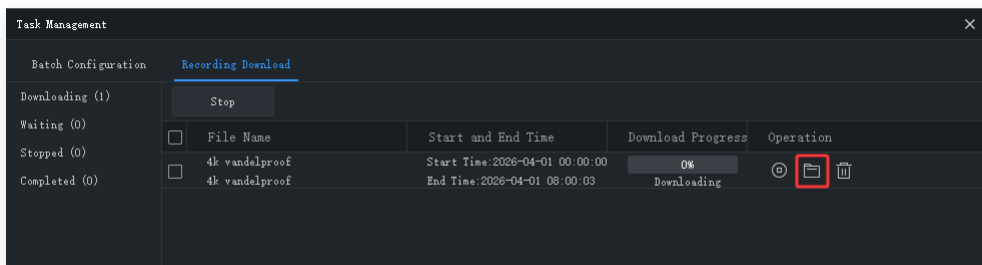 Task Management
Batch Configuration Recording Download
Downloading (1)
Waiting (0)
Stopped (0)
Completed (0)
Stop
File Name Start and End Time Download Progress Operation
4k vandelproof Start Time:2026-04-01 00:00:00 0%
4k vandelproof End Time:2026-04-01 08:00:03 Downloading